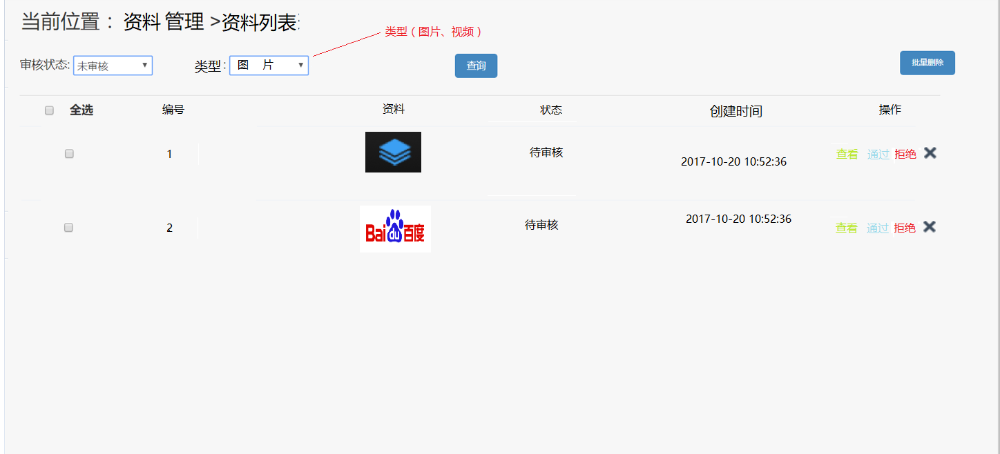 当前位置： 资料 管理 >资料列表:
类型（图片、视频）
审核状态: 未审核 类型: 图 片 查询 批量删除
全选 编号 资料 状态 创建时间 操作
1 待审核 2017-10-20 10:52:36 查看 通过 拒绝
2 Bai du 百度 待审核 2017-10-20 10:52:36 查看 通过 拒绝